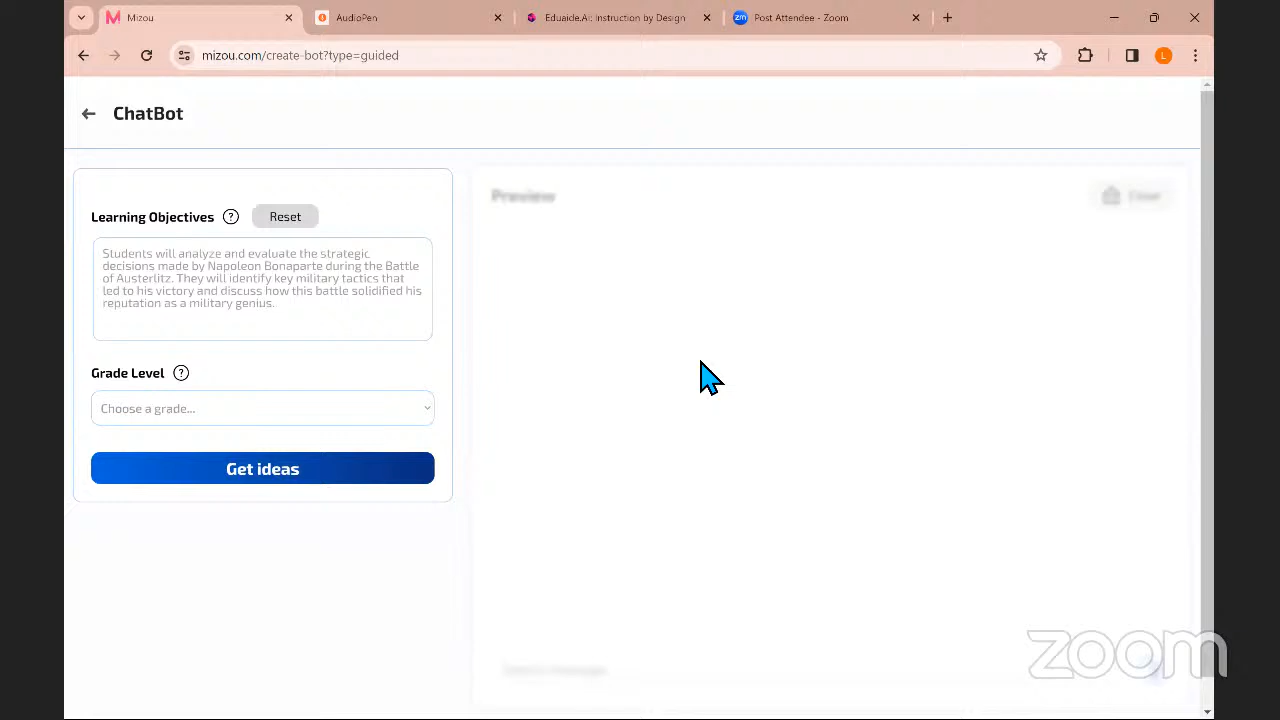 Mizou
AudioPen
Eduaide.AI: Instruction by Design
Post Attendee - Zoom
mizou.com/create-bot?type=guided
L
ChatBot
Learning Objectives ? Reset
Students will analyze and evaluate the strategic
decisions made by Napoleon Bonaparte during the Battle
of Austerlitz. They will identify key military tactics that
led to his victory and discuss how this battle solidified his
reputation as a military genius.
Grade Level ?
Choose a grade...
Get ideas
Preview
zoom